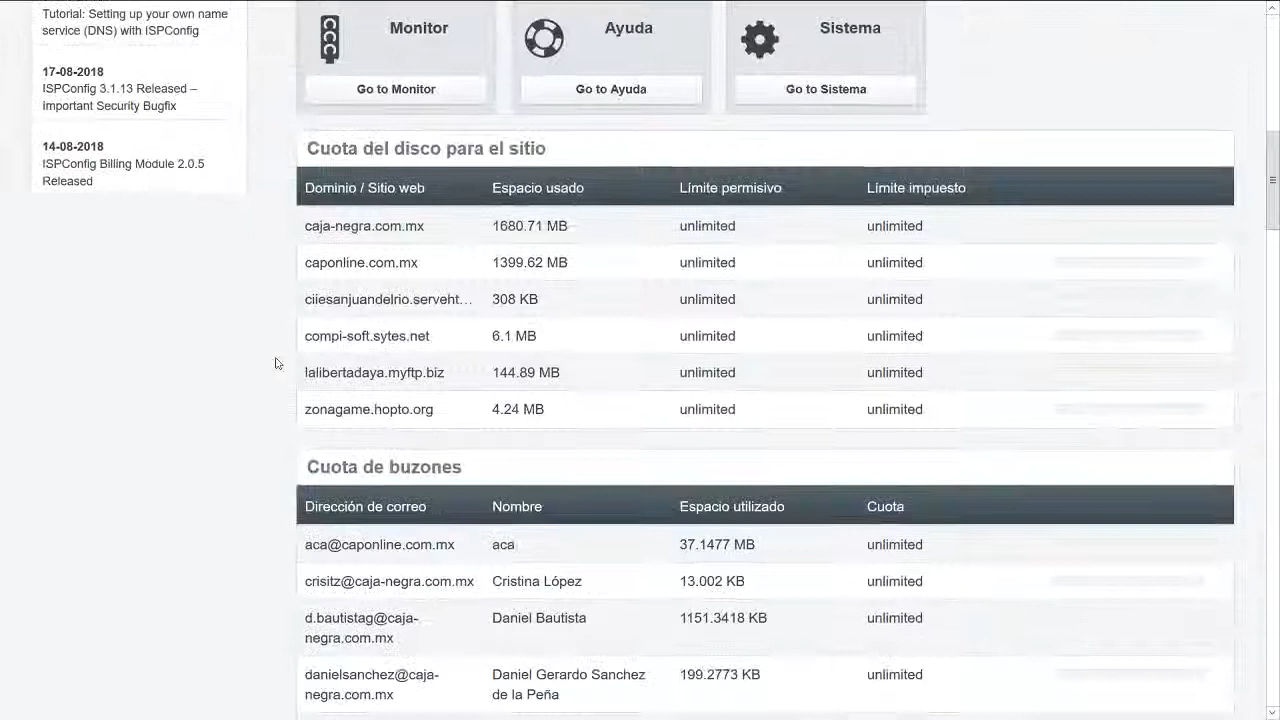 Tutorial: Setting up your own name
service (DNS) with ISPConfig
17-08-2018
ISPConfig 3.1.13 Released –
Important Security Bugfix
14-08-2018
ISPConfig Billing Module 2.0.5
Released
Monitor
Go to Monitor
Ayuda
Go to Ayuda
Sistema
Go to Sistema
Cuota del disco para el sitio
Dominio / Sitio web Espacio usado Límite permisivo Límite impuesto
caja-negra.com.mx 1680.71 MB unlimited unlimited
caponline.com.mx 1399.62 MB unlimited unlimited
ciiesanjuandelrio.serveht... 308 KB unlimited unlimited
compi-soft.sytes.net 6.1 MB unlimited unlimited
lalibertadaya.myftp.biz 144.89 MB unlimited unlimited
zonagame.hopto.org 4.24 MB unlimited unlimited
Cuota de buzones
Dirección de correo Nombre Espacio utilizado Cuota
aca@caponline.com.mx aca 37.1477 MB unlimited
crisitz@caja-negra.com.mx Cristina López 13.002 KB unlimited
d.bautistag@caja- Daniel Bautista 1151.3418 KB unlimited
negra.com.mx
danielsanchez@caja- Daniel Gerardo Sanchez 199.2773 KB unlimited
negra.com.mx de la Peña